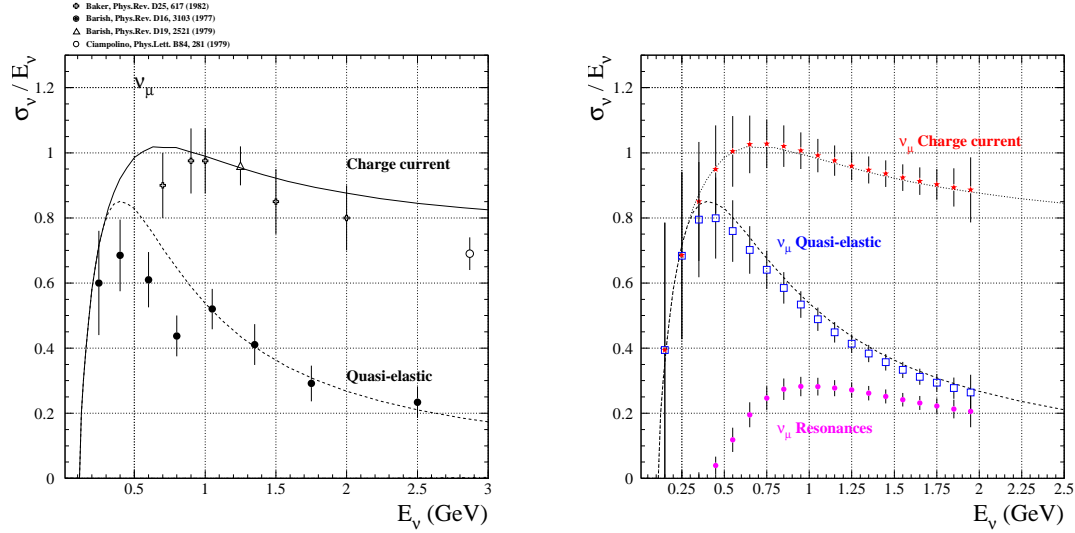 Baker, Phys.Rev. D25, 617 (1982)
Barish, Phys.Rev. D16, 3103 (1977)
Barish, Phys.Rev. D19, 2521 (1979)
Ciampolino, Phys.Lett. B84, 281 (1979)
σν / Eν
νμ
1.2
1
0.8
0.6
0.4
0.2
0
Charge current
Quasi-elastic
0.5 1 1.5 2 2.5 3
Eν (GeV)
σν / Eν
1.2
1
0.8
0.6
0.4
0.2
0
νμ Charge current
νμ Quasi-elastic
νμ Resonances
0.25 0.5 0.75 1 1.25 1.5 1.75 2 2.25 2.5
Eν (GeV)